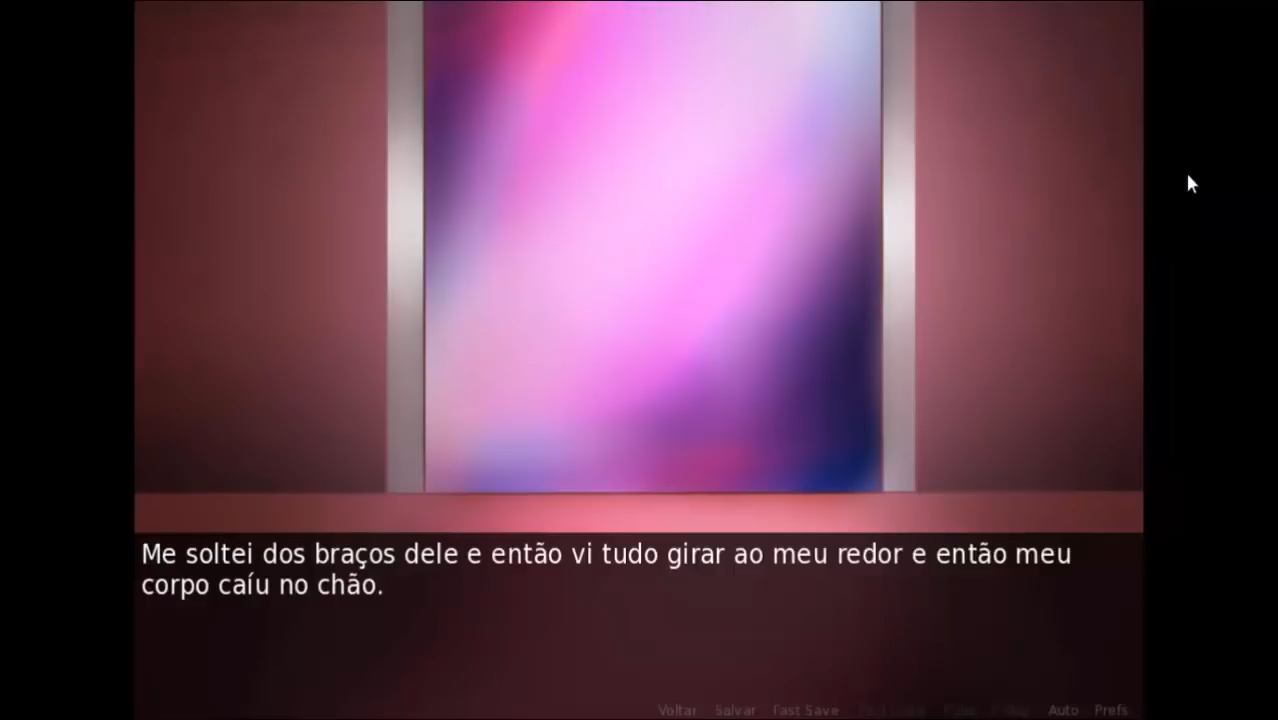 Me soltei dos braços dele e então vi tudo girar ao meu redor e então meu
corpo caíu no chão.
Voltar Salvar Fast Save Auto Prefs